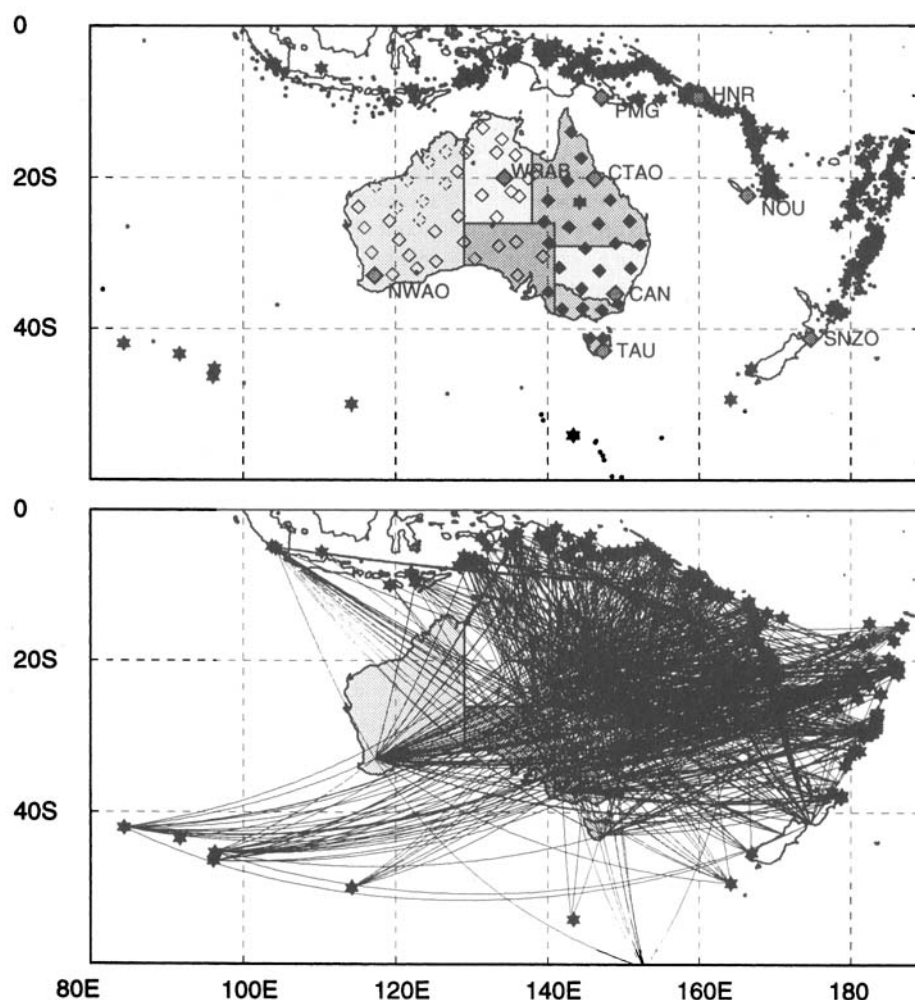 0
HNR
PMG
WRAB
CTAO
20S
NOU
NWAO
CAN
40S
SNZO
TAU
0
20S
40S
80E
100E
120E
140E
160E
180